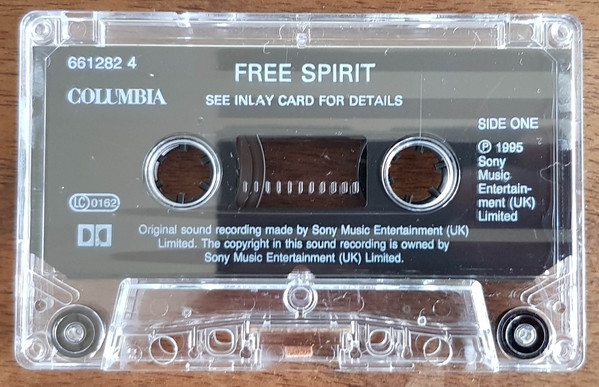 661282 4
FREE SPIRIT
COLUMBIA
SEE INLAY CARD FOR DETAILS
SIDE ONE
℗ 1995
Sony
Music
Entertain-
ment (UK)
Limited
LC 0162
Original sound recording made by Sony Music Entertainment (UK)
Limited. The copyright in this sound recording is owned by
Sony Music Entertainment (UK) Limited.